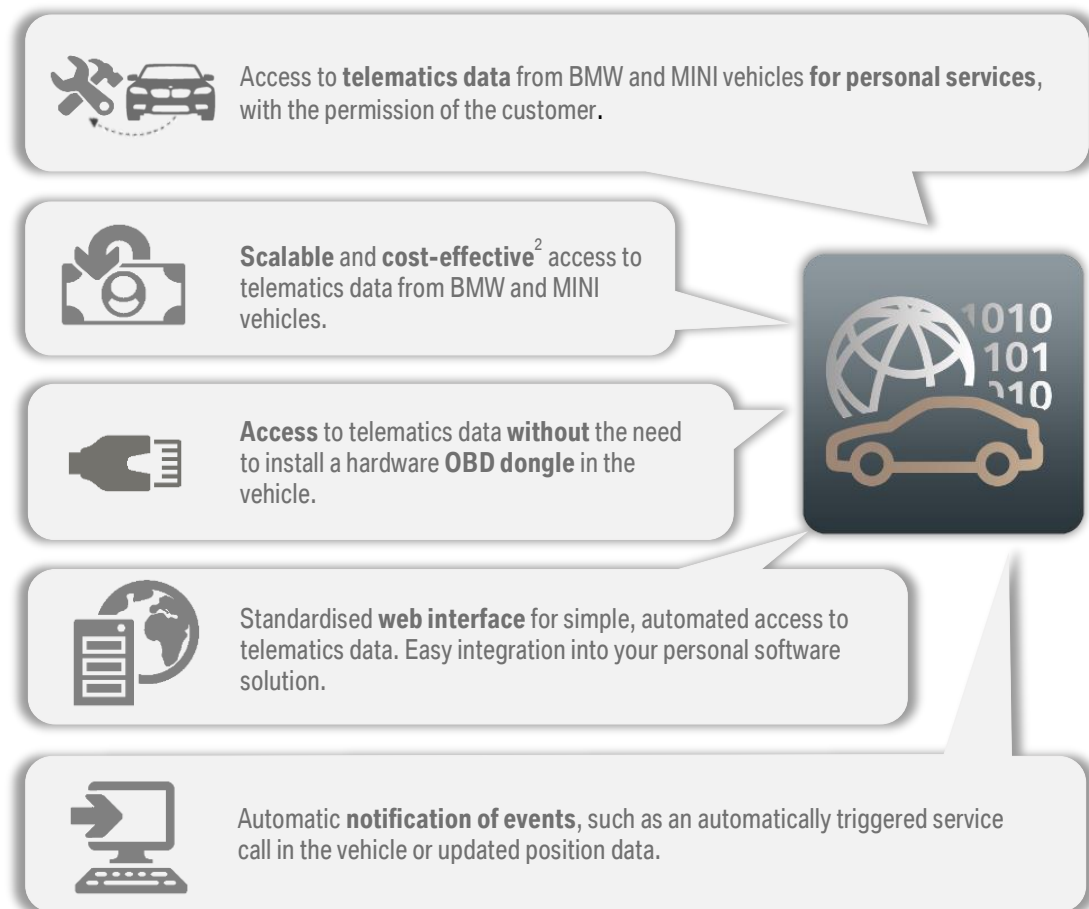 Access to telematics data from BMW and MINI vehicles for personal services,
with the permission of the customer.
Scalable and cost-effective² access to
telematics data from BMW and MINI
vehicles.
1010
101
010
Access to telematics data without the need
to install a hardware OBD dongle in the
vehicle.
Standardised web interface for simple, automated access to
telematics data. Easy integration into your personal software
solution.
Automatic notification of events, such as an automatically triggered service
call in the vehicle or updated position data.